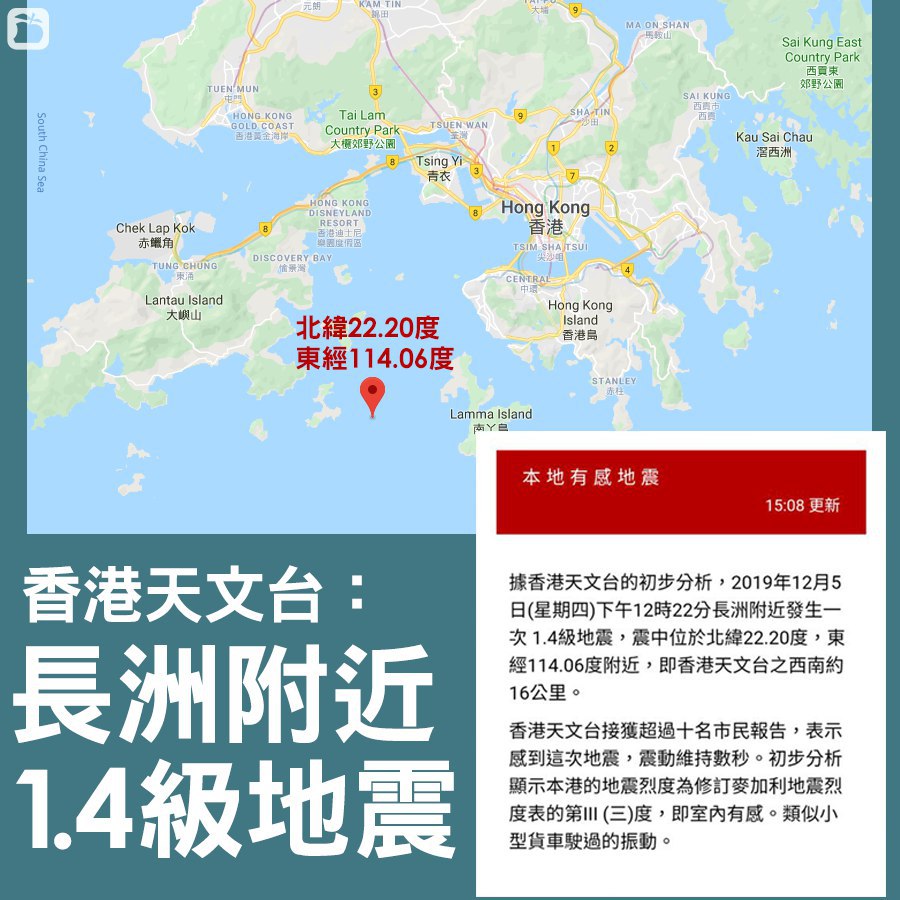 元朗
KAM TIN
錦田
TAI PO
大埔
9
MA ON SHAN
馬鞍山
Sai Kung East
Country Park
西貢東
郊野公園
TUEN MUN
屯門
3
HONG KONG
GOLD COAST
香港黃金海岸
Tai Lam
Country Park
大欖郊野公園
TSUEN WAN
荃灣
9
SHA TIN
沙田
SAI KUNG
西貢市
西貢
South China Sea
Kau Sai Chau
滘西洲
8
Tsing Yi
青衣
3
1
2
7
HONG KONG
DISNEYLAND
RESORT
香港迪士尼
樂園度假區
8
Hong Kong
香港
Chek Lap Kok
赤鱲角
8
TSIM SHA TSUI
尖沙咀
TUNG CHUNG
東涌
DISCOVERY BAY
愉景灣
4
CENTRAL
中環
Lantau Island
大嶼山
Hong Kong
Island
香港島
北緯22.20度
東經114.06度
STANLEY
赤柱
Lamma Island
南丫島
本地有感地震
15:08 更新
據香港天文台的初步分析，2019年12月5
日(星期四)下午12時22分長洲附近發生一
次 1.4級地震，震中位於北緯22.20度，東
經114.06度附近，即香港天文台之西南約
16公里。
香港天文台接獲超過十名市民報告，表示
感到這次地震，震動維持數秒。初步分析
顯示本港的地震烈度為修訂麥加利地震烈
度表的第III (三)度，即室內有感。類似小
型貨車駛過的振動。
香港天文台：
長洲附近
1.4級地震